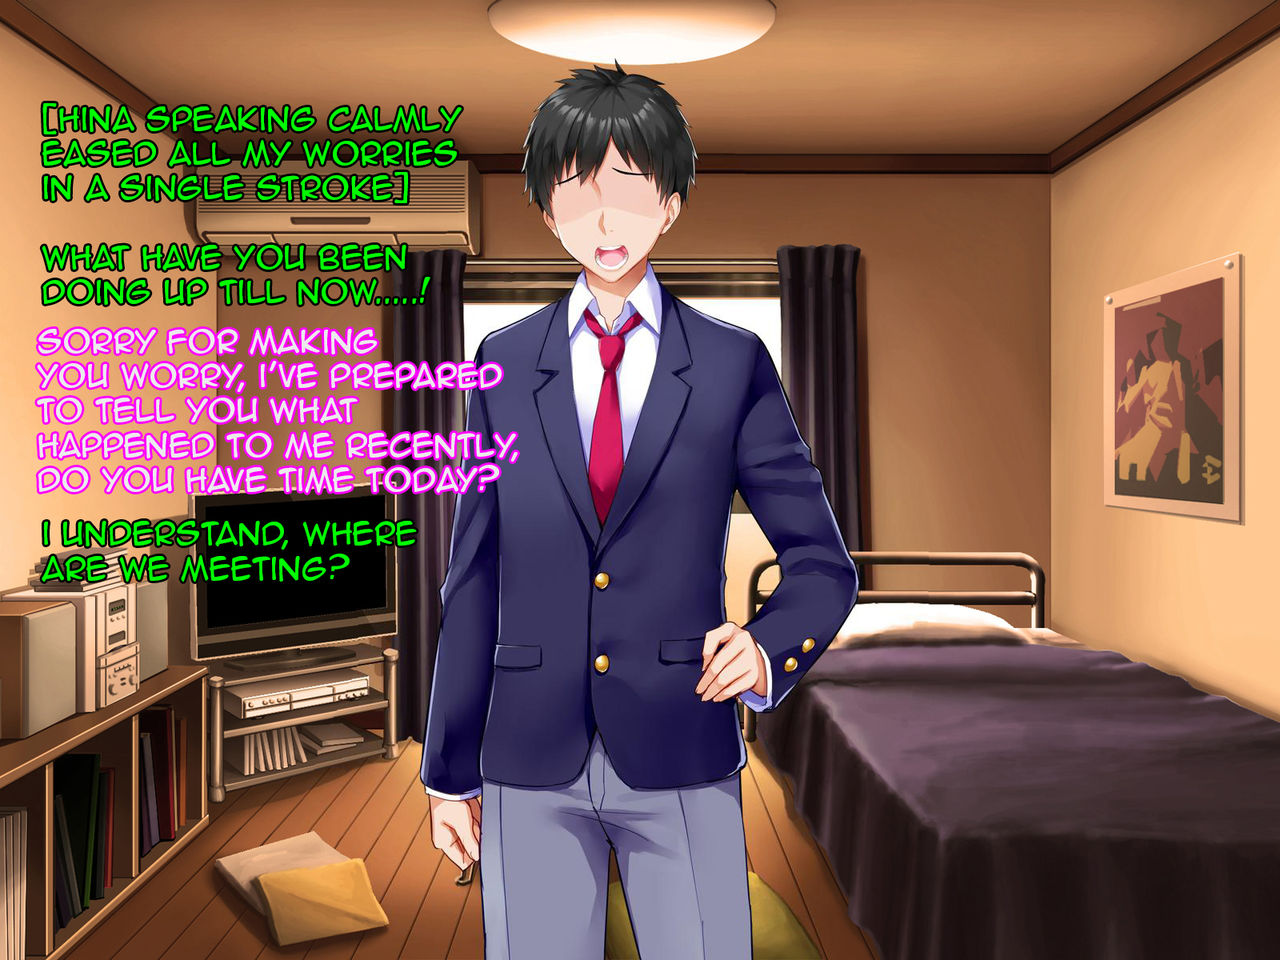 [HINA SPEAKING CALMLY
EASED ALL MY WORRIES
IN A SINGLE STROKE]
WHAT HAVE YOU BEEN
DOING UP TILL NOW.....!
SORRY FOR MAKING
YOU WORRY, I'VE PREPARED
TO TELL YOU WHAT
HAPPENED TO ME RECENTLY,
DO YOU HAVE TIME TODAY?
I UNDERSTAND, WHERE
ARE WE MEETING?